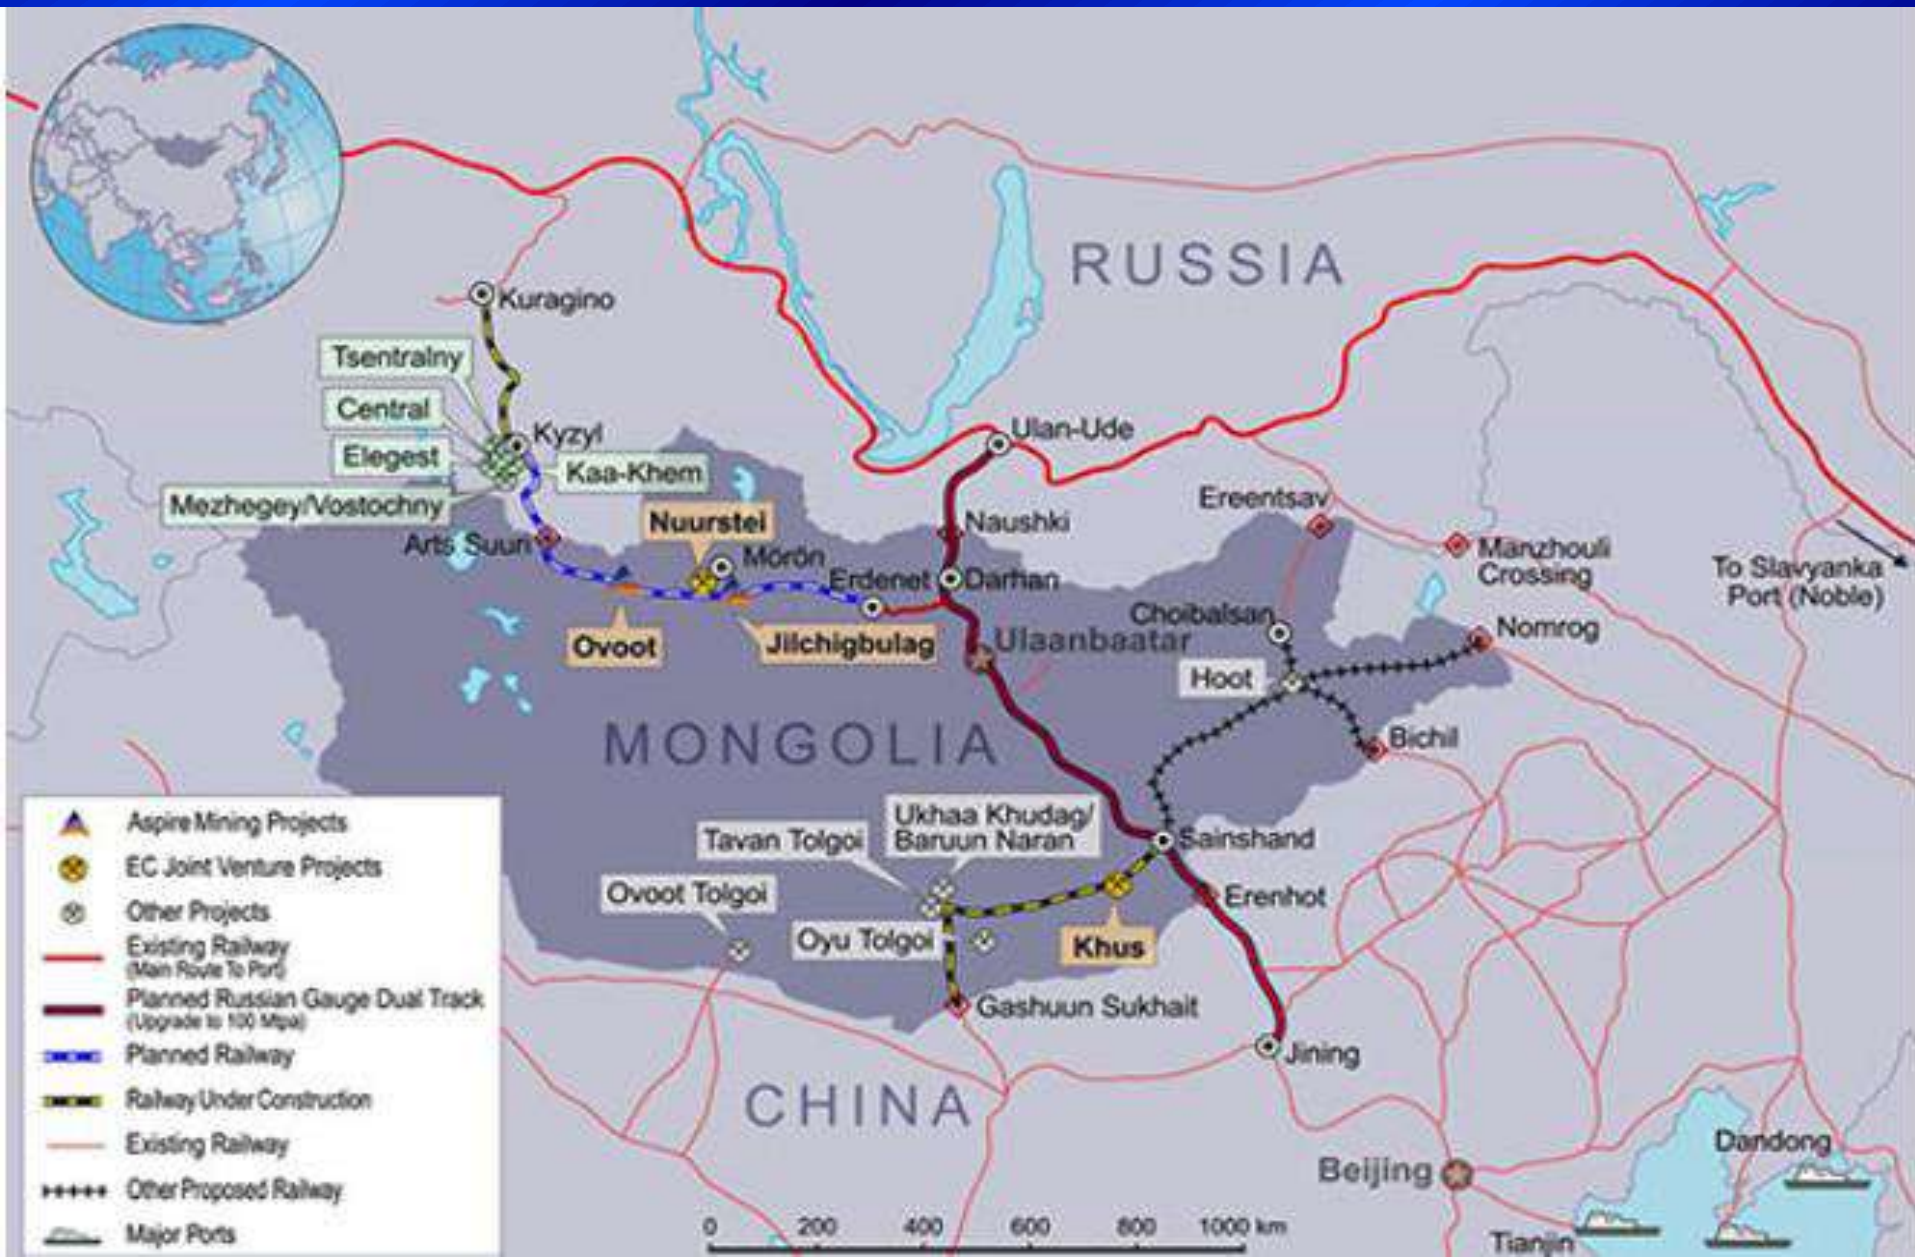 RUSSIA
Kuragino
Tsentralny
Central
Kyzyl
Ulan-Ude
Elegest
Kaa-Khem
Mezhegey/Vostochny
Ereentsav
Nuurstei
Naushki
Arts Suuri
Mörön
Manzhouli
Crossing
To Slavyanka
Port (Noble)
Erdenet
Darhan
Choibalsan
Nomrog
Ovoot
Jilchigbulag
Ulaanbaatar
Hoot
MONGOLIA
Bichil
Ukhaa Khudag/
Baruun Naran
Tavan Tolgoi
Sainshand
Ovoot Tolgoi
Erenhot
Oyu Tolgoi
Khus
Gashuun Sukhait
Jining
CHINA
Dandong
Beijing
Tianjin
Aspire Mining Projects
EC Joint Venture Projects
Other Projects
Existing Railway
(Main Route To Port)
Planned Russian Gauge Dual Track
(Upgrade to 100 Mtpa)
Planned Railway
Railway Under Construction
Existing Railway
Other Proposed Railway
Major Ports
0 200 400 600 800 1000 km